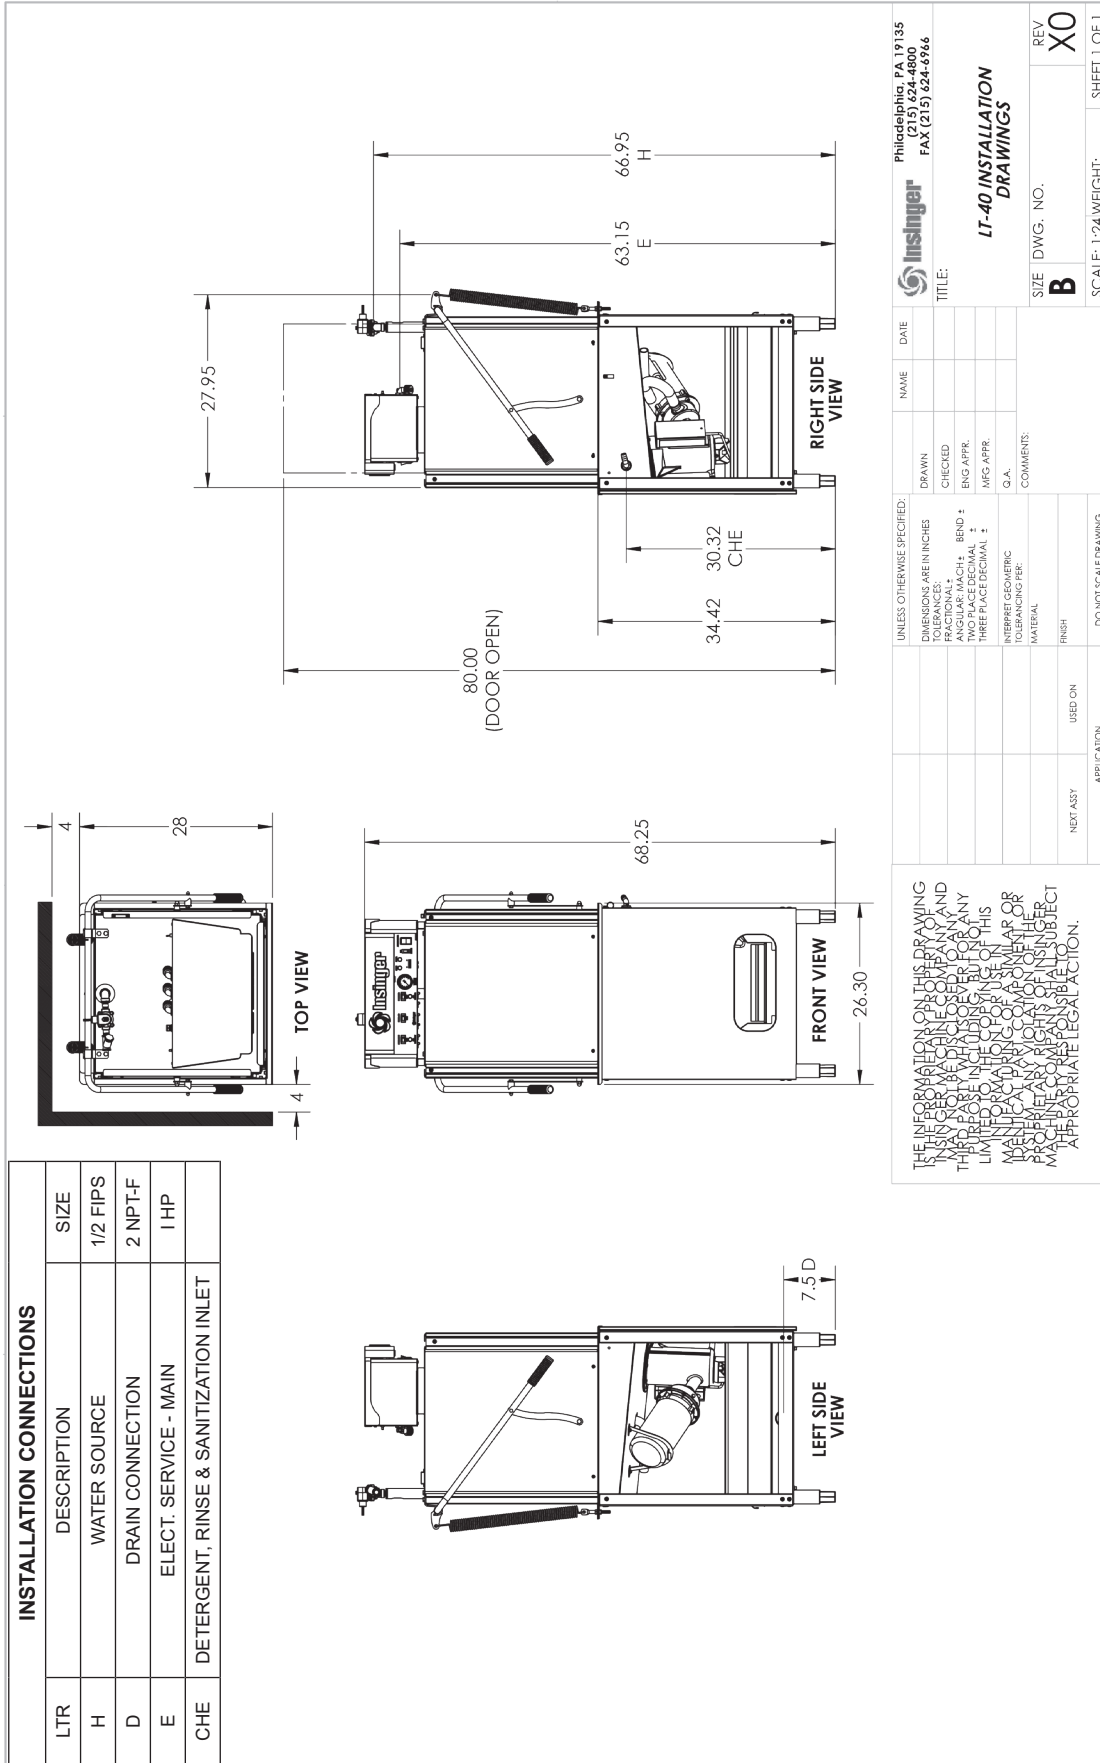 INSTALLATION CONNECTIONS
LTR DESCRIPTION SIZE
H WATER SOURCE 1/2 FIPS
D DRAIN CONNECTION 2 NPT-F
E ELECT. SERVICE - MAIN I HP
CHE DETERGENT, RINSE & SANITIZATION INLET
4
28
4
TOP VIEW
27.95
66.95
H
63.15
E
30.32
CHE
34.42
80.00
(DOOR OPEN)
RIGHT SIDE
VIEW
Insinger
68.25
FRONT VIEW
26.30
7.5 D
LEFT SIDE
VIEW
THE INFORMATION ON THIS DRAWING
IS THE PROPRIETARY PROPERTY OF
INSINGER MACHINE COMPANY AND
MAY NOT BE DISCLOSED TO ANY
THIRD PARTY WHATSOEVER FOR ANY
PURPOSE INCLUDING, BUT NOT
LIMITED TO, THE COPYING OF THIS
INFORMATION FOR USE IN
MANUFACTURING OF A SIMILAR OR
IDENTICAL PART, COMPONENT, OR
SYSTEM. ANY VIOLATION OF THE
PROPRIETARY RIGHTS OF INSINGER
MACHINE COMPANY SHALL SUBJECT
THE PARTY RESPONSIBLE TO
APPROPRIATE LEGAL ACTION.
NEXT ASSY USED ON
APPLICATION
UNLESS OTHERWISE SPECIFIED:
DIMENSIONS ARE IN INCHES
TOLERANCES:
FRACTIONAL ±
ANGULAR: MACH ± BEND ±
TWO PLACE DECIMAL ±
THREE PLACE DECIMAL ±
INTERPRET GEOMETRIC
TOLERANCING PER:
MATERIAL
FINISH
DO NOT SCALE DRAWING
NAME DATE
DRAWN
CHECKED
ENG APPR.
MFG APPR.
Q.A.
COMMENTS:
Insinger
Philadelphia, PA 19135
(215) 624-4800
FAX (215) 624-6966
TITLE:
LT-40 INSTALLATION
DRAWINGS
SIZE DWG. NO. REV
B XO
SCALE: 1:24 WEIGHT: SHEET 1 OF 1